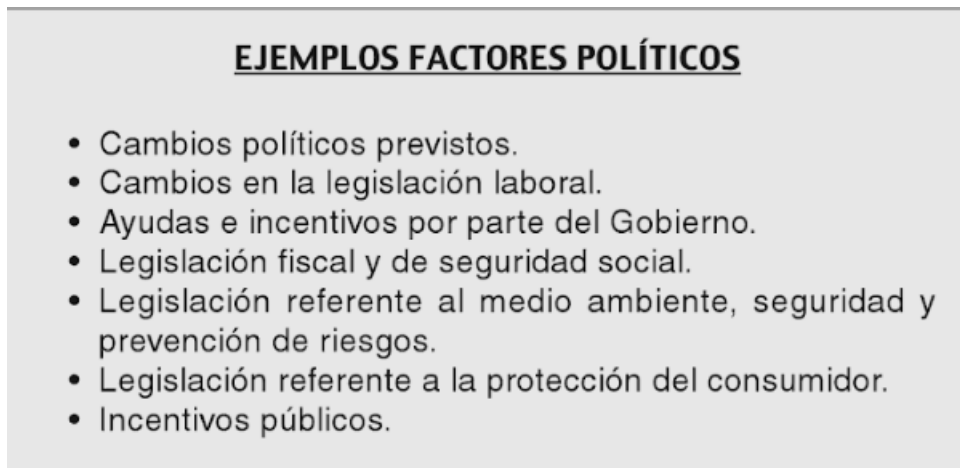 EJEMPLOS FACTORES POLÍTICOS
• Cambios políticos previstos.
• Cambios en la legislación laboral.
• Ayudas e incentivos por parte del Gobierno.
• Legislación fiscal y de seguridad social.
• Legislación referente al medio ambiente, seguridad y
prevención de riesgos.
• Legislación referente a la protección del consumidor.
• Incentivos públicos.